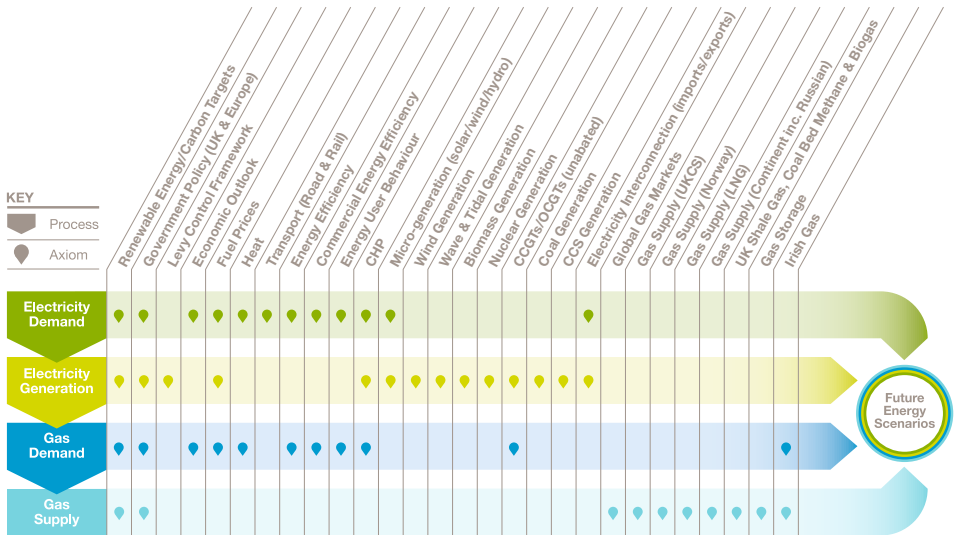 Renewable Energy/Carbon Targets
Government Policy (UK & Europe)
Levy Control Framework
Economic Outlook
Fuel Prices
Heat
Transport (Road & Rail)
Energy Efficiency
Commercial Energy Efficiency
Energy User Behaviour
CHP
Micro-generation (solar/wind/hydro)
Wind Generation
Wave & Tidal Generation
Biomass Generation
Nuclear Generation
CCGTs/OCGTs (unabated)
Coal Generation
CCS Generation
Electricity Interconnection (imports/exports)
Global Gas Markets
Gas Supply (UKCS)
Gas Supply (Norway)
Gas Supply (LNG)
Gas Supply (Continent inc. Russian)
UK Shale Gas, Coal Bed Methane & Biogas
Gas Storage
Irish Gas
KEY
Process
Axiom
Electricity
Demand
Electricity
Generation
Gas
Demand
Gas
Supply
Future
Energy
Scenarios